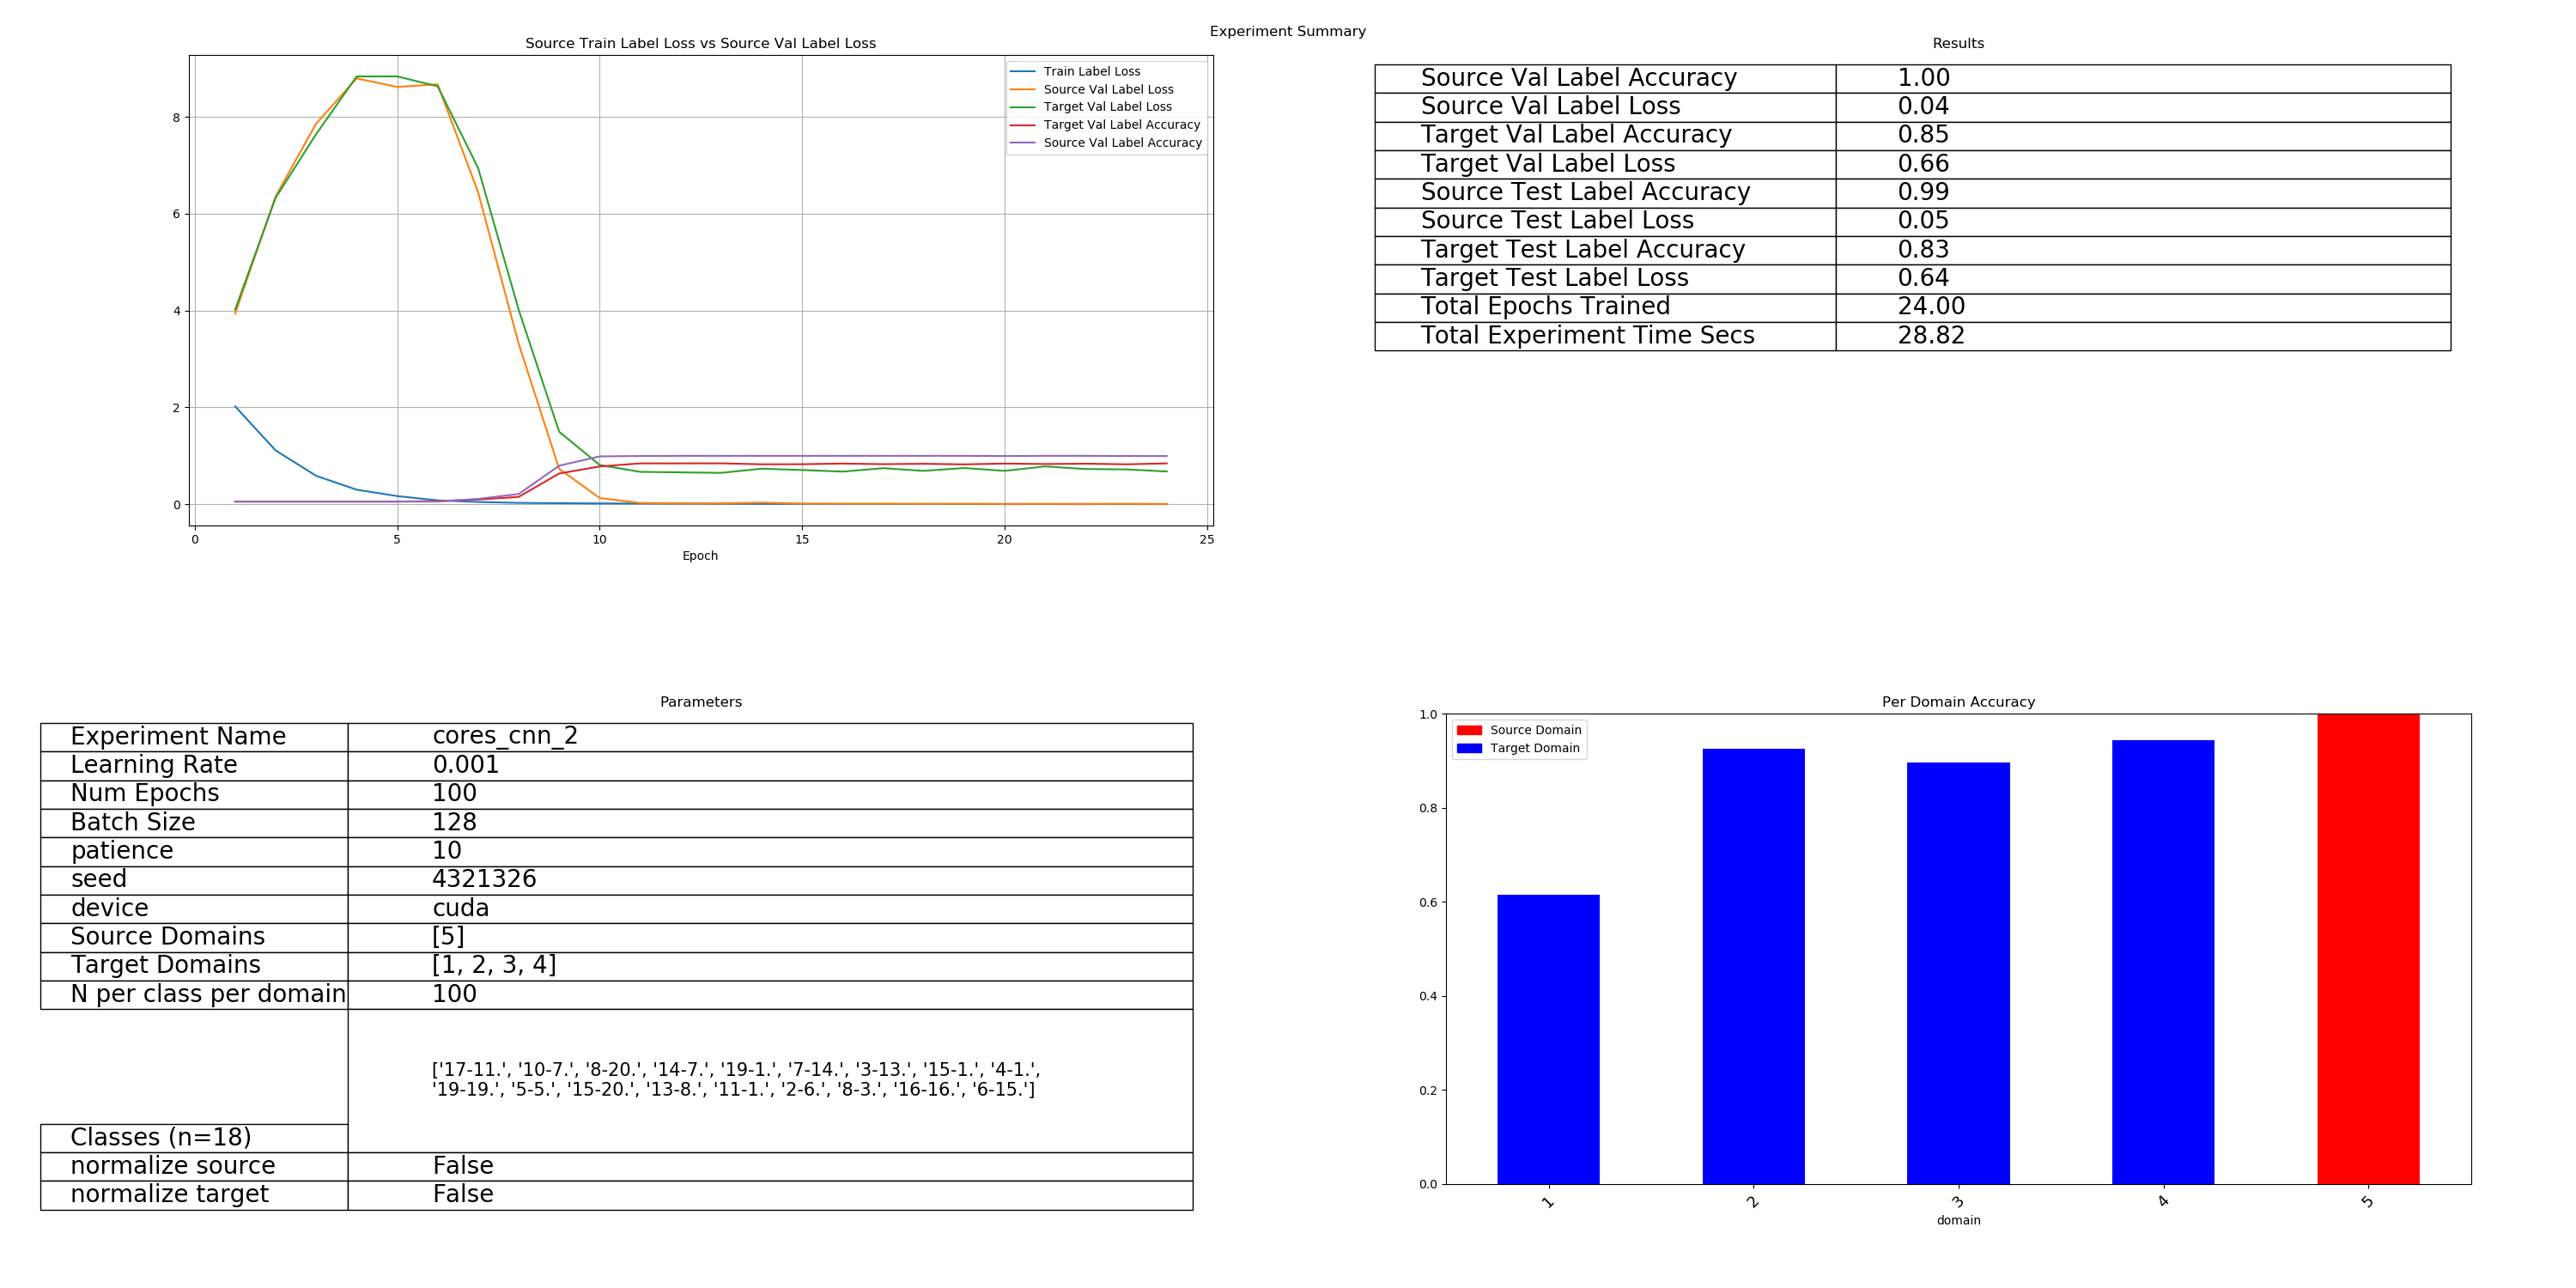 Experiment Summary
Source Train Label Loss vs Source Val Label Loss
Train Label Loss
Source Val Label Loss
Target Val Label Loss
Target Val Label Accuracy
Source Val Label Accuracy
8
6
4
2
0
0 5 10 15 20 25
Epoch
Results
Source Val Label Accuracy 1.00
Source Val Label Loss 0.04
Target Val Label Accuracy 0.85
Target Val Label Loss 0.66
Source Test Label Accuracy 0.99
Source Test Label Loss 0.05
Target Test Label Accuracy 0.83
Target Test Label Loss 0.64
Total Epochs Trained 24.00
Total Experiment Time Secs 28.82
Parameters
Experiment Name cores_cnn_2
Learning Rate 0.001
Num Epochs 100
Batch Size 128
patience 10
seed 4321326
device cuda
Source Domains [5]
Target Domains [1, 2, 3, 4]
N per class per domain 100
['17-11.', '10-7.', '8-20.', '14-7.', '19-1.', '7-14.', '3-13.', '15-1.', '4-1.',
'19-19.', '5-5.', '15-20.', '13-8.', '11-1.', '2-6.', '8-3.', '16-16.', '6-15.']
Classes (n=18)
normalize source False
normalize target False
Per Domain Accuracy
Source Domain
Target Domain
1.0
0.8
0.6
0.4
0.2
0.0
1 2 3 4 5
domain